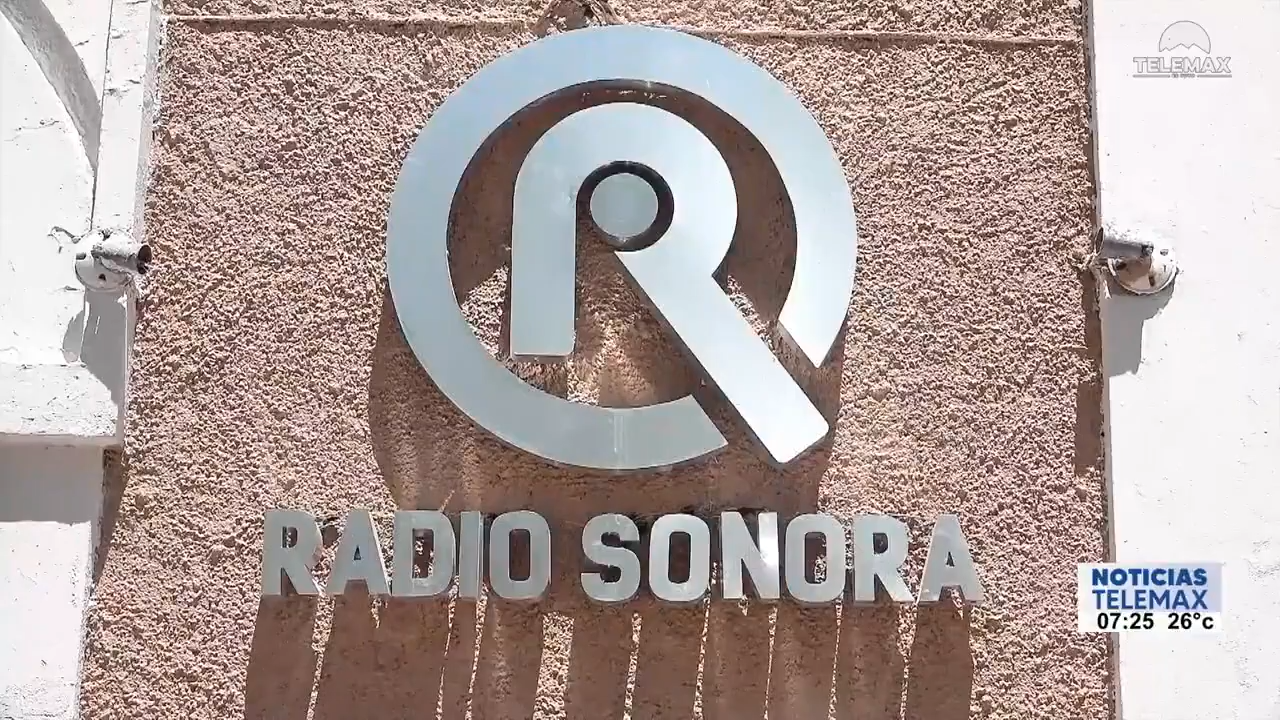 TELEMAX
R
RADIO SONORA
NOTICIAS
TELEMAX
07:25 26°c